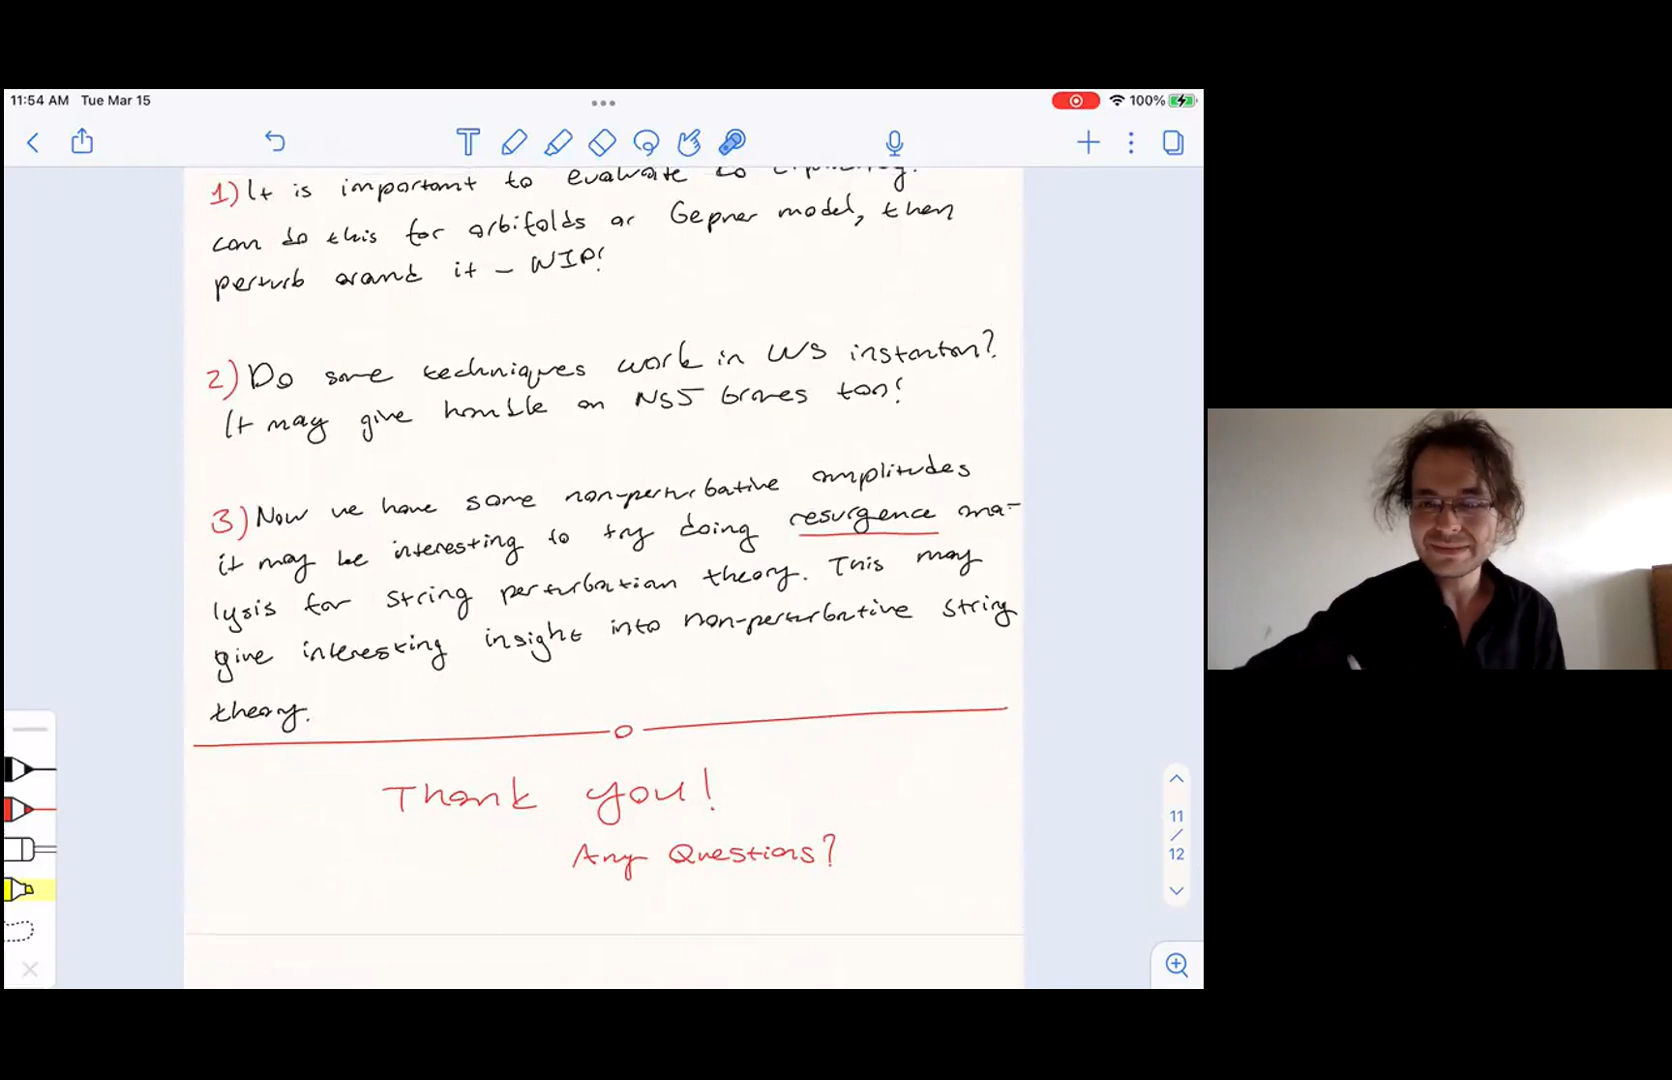 11:54 AM Tue Mar 15
100%
1) It is important to evaluate
can do this for orbifolds or Gepner model, then
perturb around it – WIP!
2) Do some techniques work in WS instanton?
It may give handle on NS5 branes too!
3) Now we have some non-perturbative amplitudes
it may be interesting to try doing resurgence ana-
lysis for string perturbation theory. This may
give interesting insight into non-perturbative string
theory.
Thank you!
Any Questions?
11
/
12